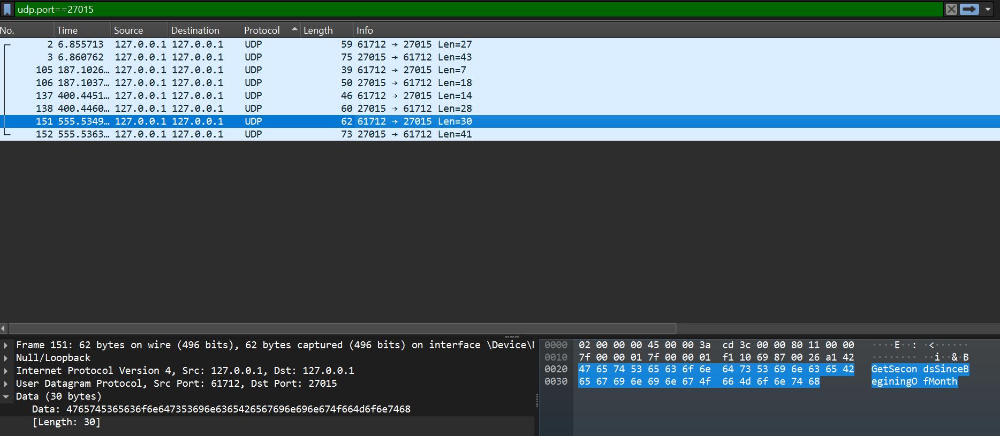 udp.port==27015
No. Time Source Destination Protocol Length Info
2 6.855713 127.0.0.1 127.0.0.1 UDP 59 61712 → 27015 Len=27
3 6.860762 127.0.0.1 127.0.0.1 UDP 75 27015 → 61712 Len=43
105 187.1026… 127.0.0.1 127.0.0.1 UDP 39 61712 → 27015 Len=7
106 187.1037… 127.0.0.1 127.0.0.1 UDP 50 27015 → 61712 Len=18
137 400.4451… 127.0.0.1 127.0.0.1 UDP 46 61712 → 27015 Len=14
138 400.4460… 127.0.0.1 127.0.0.1 UDP 60 27015 → 61712 Len=28
151 555.5349… 127.0.0.1 127.0.0.1 UDP 62 61712 → 27015 Len=30
152 555.5363… 127.0.0.1 127.0.0.1 UDP 73 27015 → 61712 Len=41
Frame 151: 62 bytes on wire (496 bits), 62 bytes captured (496 bits) on interface \Device\
Null/Loopback
Internet Protocol Version 4, Src: 127.0.0.1, Dst: 127.0.0.1
User Datagram Protocol, Src Port: 61712, Dst Port: 27015
Data (30 bytes)
Data: 4765745365636f6e647353696e6365426567696e696e674f664d6f6e7468
[Length: 30]
0000 02 00 00 00 45 00 00 3a cd 3c 00 00 80 11 00 00 ····E··: ·<······
0010 7f 00 00 01 7f 00 00 01 f1 10 69 87 00 26 a1 42 ········ ··i··&·B
0020 47 65 74 53 65 63 6f 6e 64 73 53 69 6e 63 65 42 GetSecon dsSinceB
0030 65 67 69 6e 69 6e 67 4f 66 4d 6f 6e 74 68 eginingO fMonth